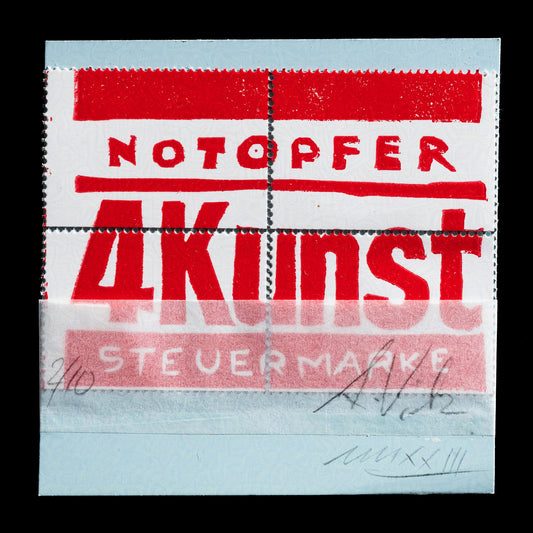 NOTOPFER
4Kunst
STEUERMARKE
2/10
MMXXIII